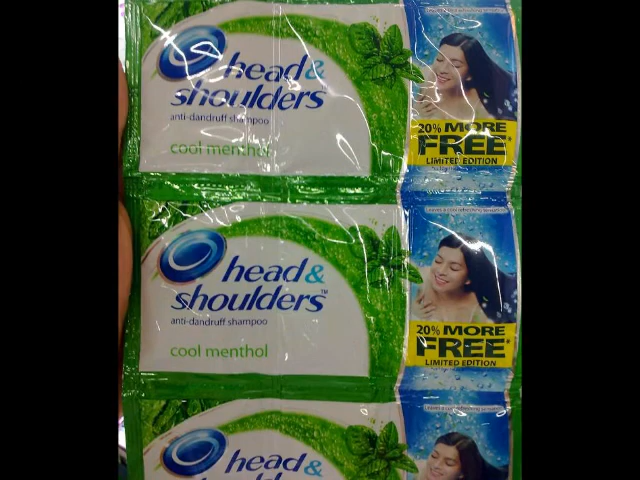 head &
shoulders
anti-dandruff shampoo
cool menthol
20% MORE
FREE*
LIMITED EDITION
head &
shoulders™
anti-dandruff shampoo
cool menthol
20% MORE
FREE*
LIMITED EDITION
head &